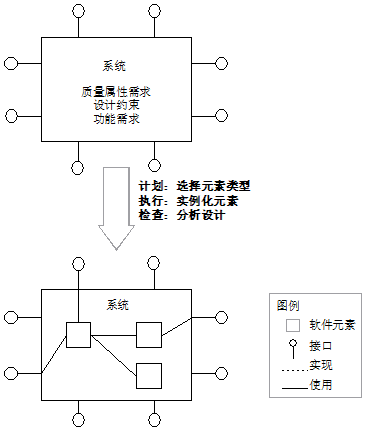 系统
质量属性需求
设计约束
功能需求
计划：选择元素类型
执行：实例化元素
检查：分析设计
系统
图例
软件元素
接口
实现
使用